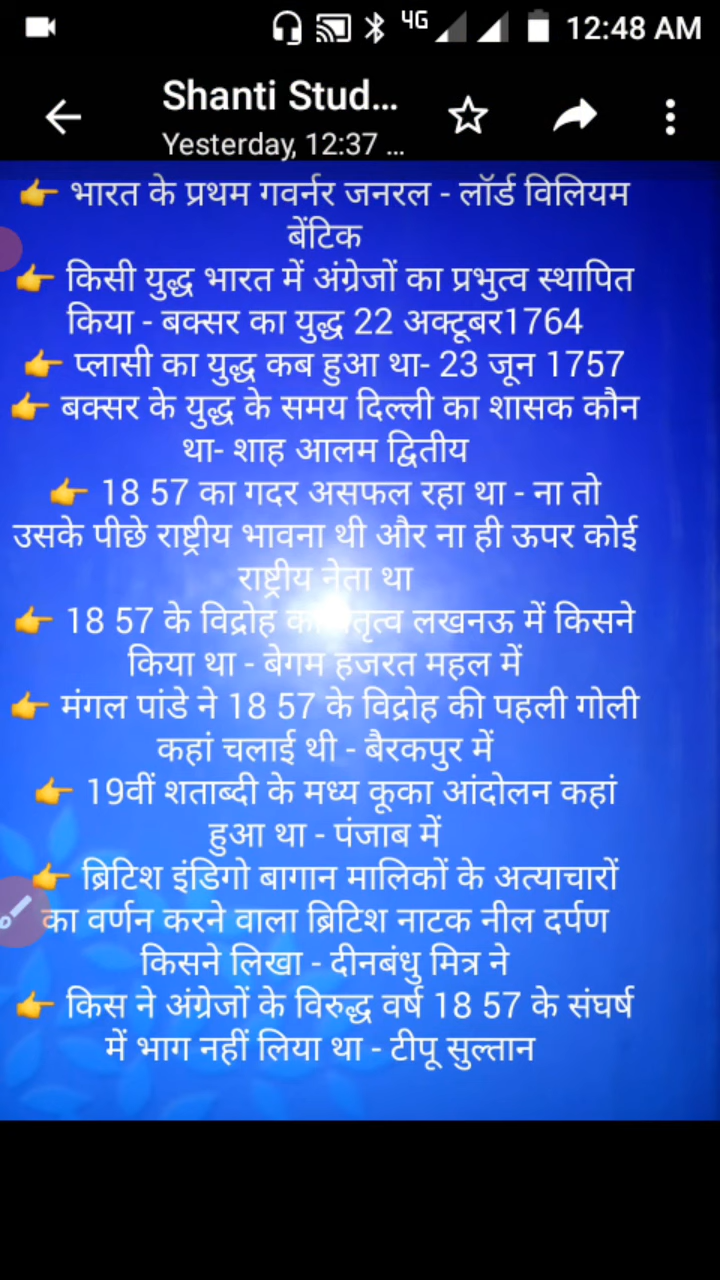 4G 12:48 AM
Shanti Stud...
Yesterday, 12:37 ...
👉 भारत के प्रथम गवर्नर जनरल - लॉर्ड विलियम
बेंटिक
👉 किसी युद्ध भारत में अंग्रेजों का प्रभुत्व स्थापित
किया - बक्सर का युद्ध 22 अक्टूबर1764
👉 प्लासी का युद्ध कब हुआ था- 23 जून 1757
👉 बक्सर के युद्ध के समय दिल्ली का शासक कौन
था- शाह आलम द्वितीय
👉 18 57 का गदर असफल रहा था - ना तो
उसके पीछे राष्ट्रीय भावना थी और ना ही ऊपर कोई
राष्ट्रीय नेता था
👉 18 57 के विद्रोह का लखनऊ में किसने
किया था - बेगम हजरत महल में
👉 मंगल पांडे ने 18 57 के विद्रोह की पहली गोली
कहां चलाई थी - बैरकपुर में
👉 19वीं शताब्दी के मध्य कूका आंदोलन कहां
हुआ था - पंजाब में
👉 ब्रिटिश इंडिगो बागान मालिकों के अत्याचारों
का वर्णन करने वाला ब्रिटिश नाटक नील दर्पण
किसने लिखा - दीनबंधु मित्र ने
👉 किस ने अंग्रेजों के विरुद्ध वर्ष 18 57 के संघर्ष
में भाग नहीं लिया था - टीपू सुल्तान